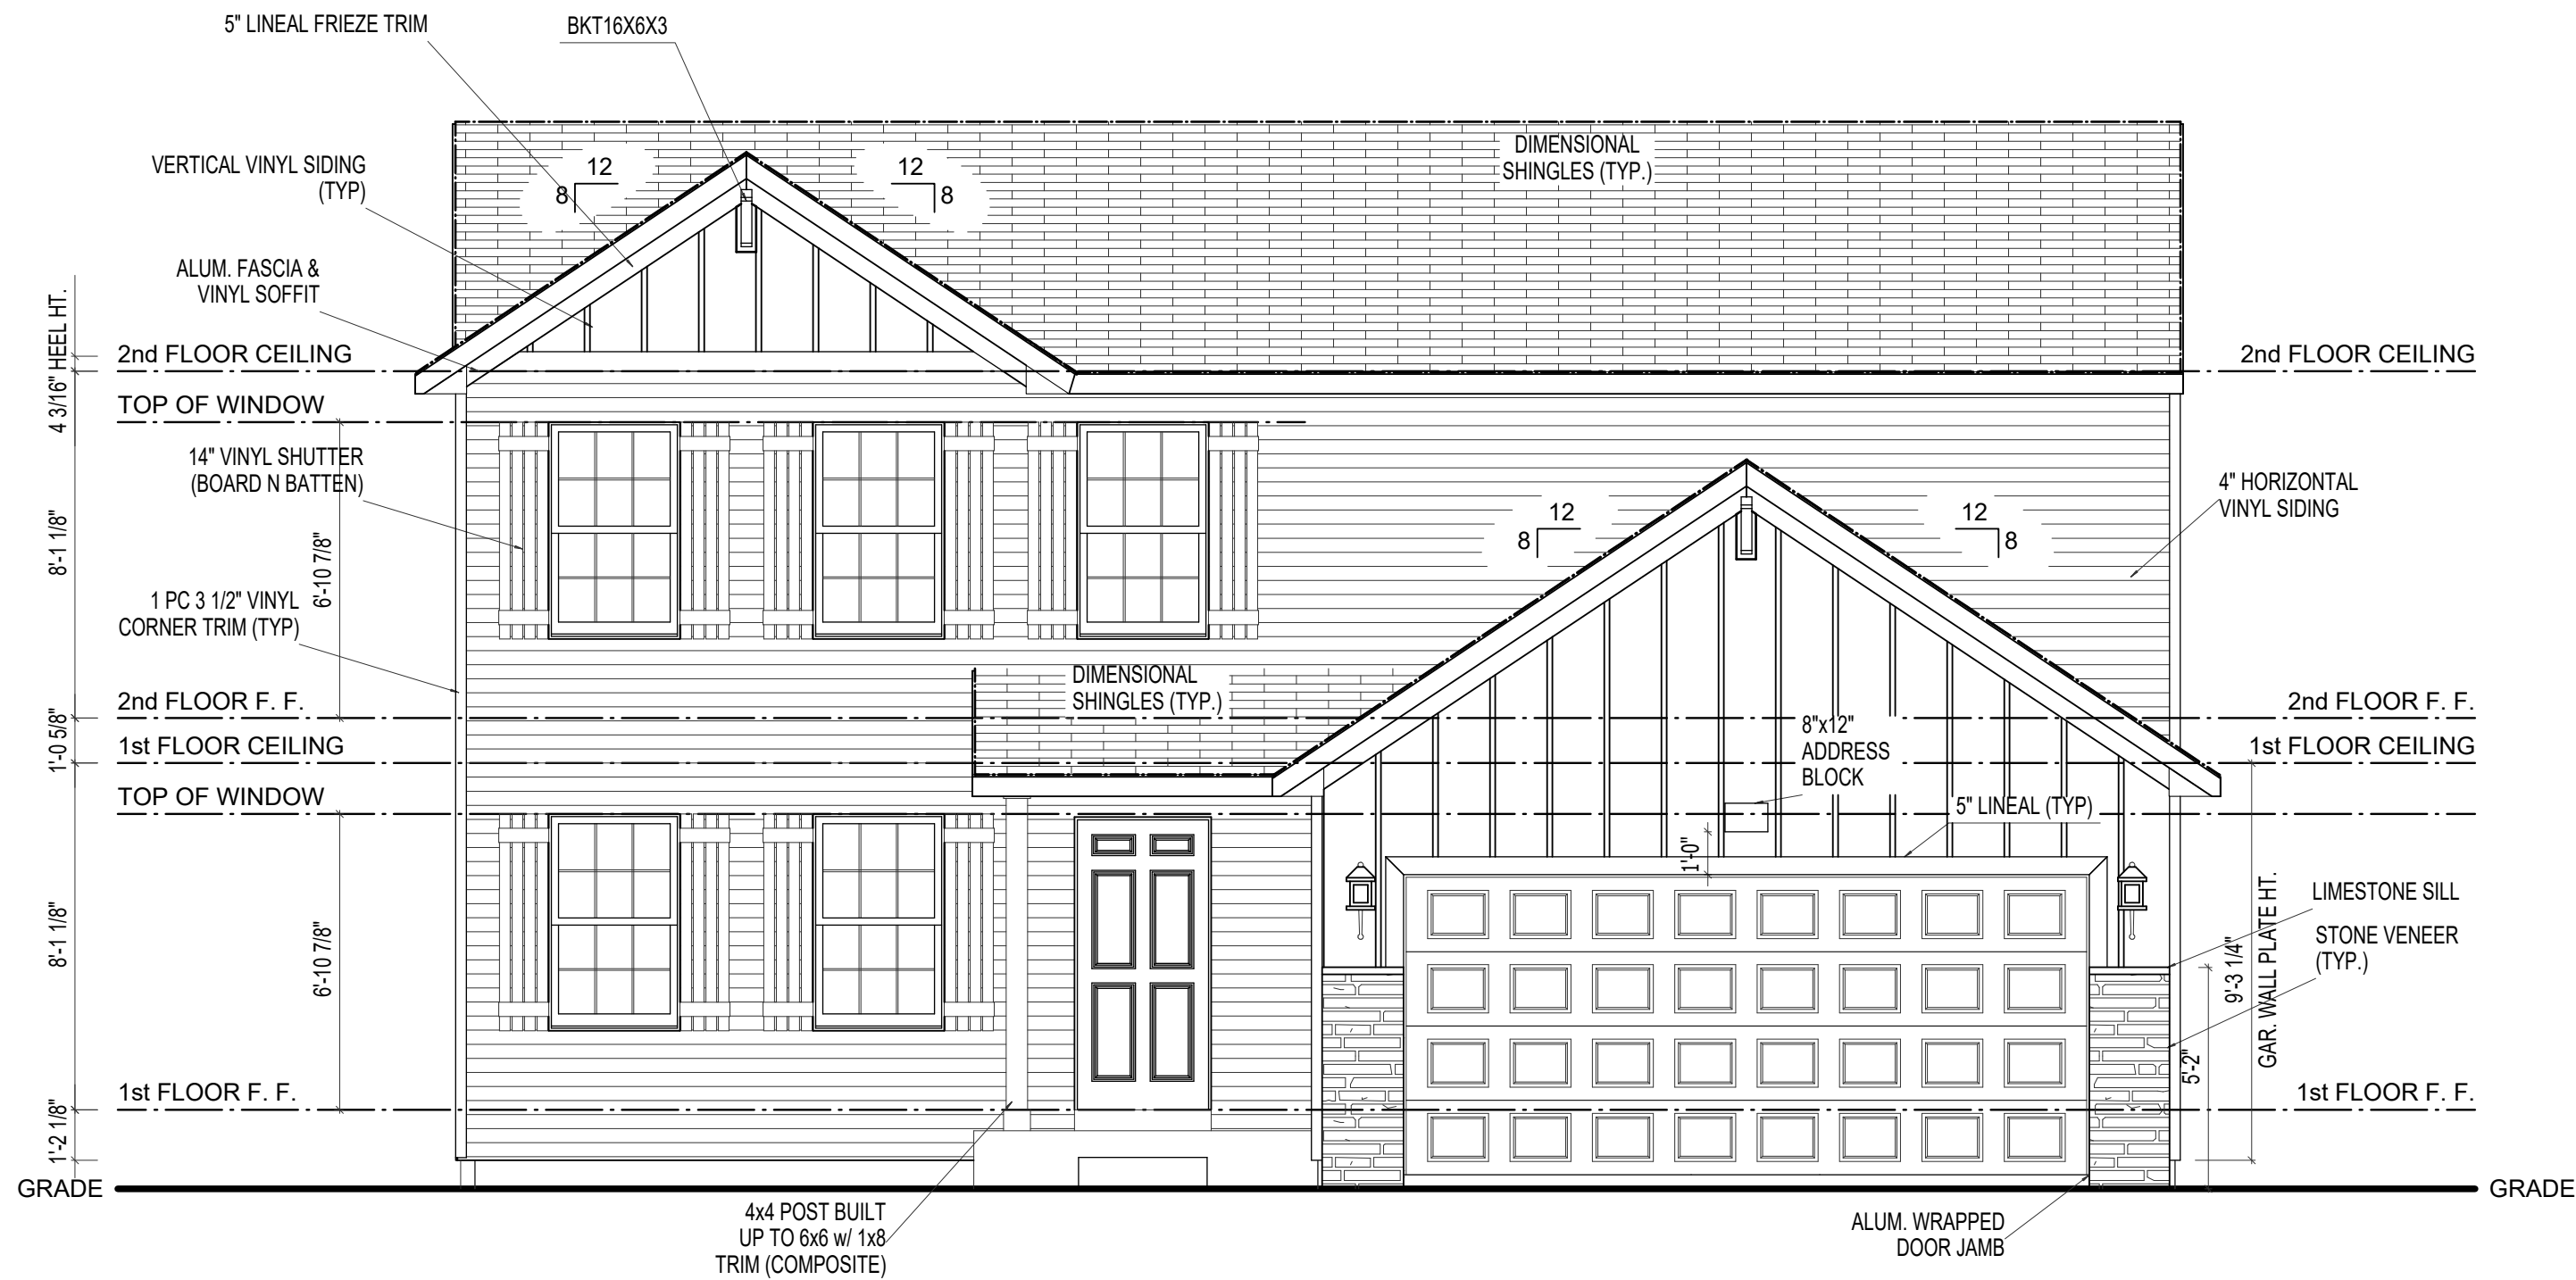 5" LINEAL FRIEZE TRIM
BKT16X6X3
DIMENSIONAL
SHINGLES (TYP.)
VERTICAL VINYL SIDING
(TYP)
12
8
12
8
ALUM. FASCIA &
VINYL SOFFIT
4 3/16" HEEL HT.
2nd FLOOR CEILING
2nd FLOOR CEILING
TOP OF WINDOW
14" VINYL SHUTTER
(BOARD N BATTEN)
4" HORIZONTAL
VINYL SIDING
12
8
12
8
8'-1 1/8"
6'-10 7/8"
1 PC 3 1/2" VINYL
CORNER TRIM (TYP)
DIMENSIONAL
SHINGLES (TYP.)
2nd FLOOR F. F.
2nd FLOOR F. F.
1'-0 5/8"
8"x12"
ADDRESS
BLOCK
1st FLOOR CEILING
1st FLOOR CEILING
TOP OF WINDOW
5" LINEAL (TYP)
1'-0"
LIMESTONE SILL
STONE VENEER
(TYP.)
8'-1 1/8"
6'-10 7/8"
9'-3 1/4"
GAR. WALL PLATE HT.
5'-2"
1st FLOOR F. F.
1st FLOOR F. F.
1'-2 1/8"
GRADE
GRADE
4x4 POST BUILT
UP TO 6x6 w/ 1x8
TRIM (COMPOSITE)
ALUM. WRAPPED
DOOR JAMB